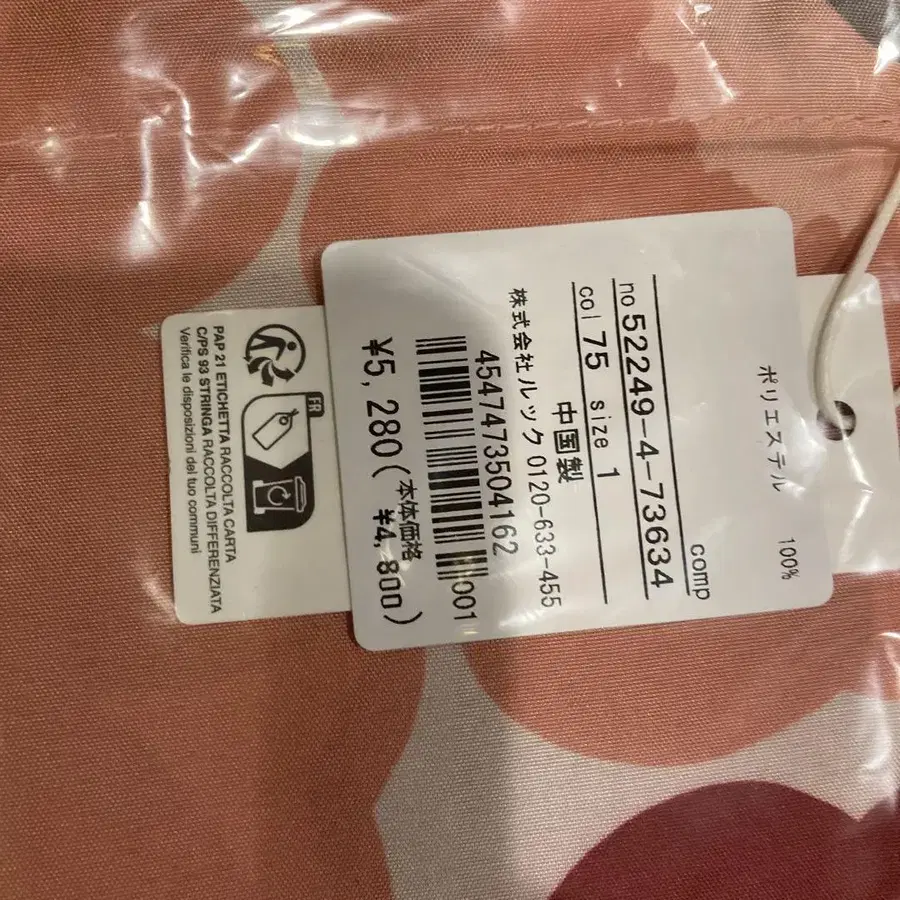 ポリエステル 100%
comp
no 52249-4-73634
col 75 size 1
中国製
株式会社ルック 0120-633-455
4547473504162
001
¥5,280(本体価格 ¥4,800)
FR
PAP 21 ETICHETTA RACCOLTA CARTA
C/PS 93 STRINGA RACCOLTA DIFFERENZIATA
Verifica le disposizioni del tuo communi